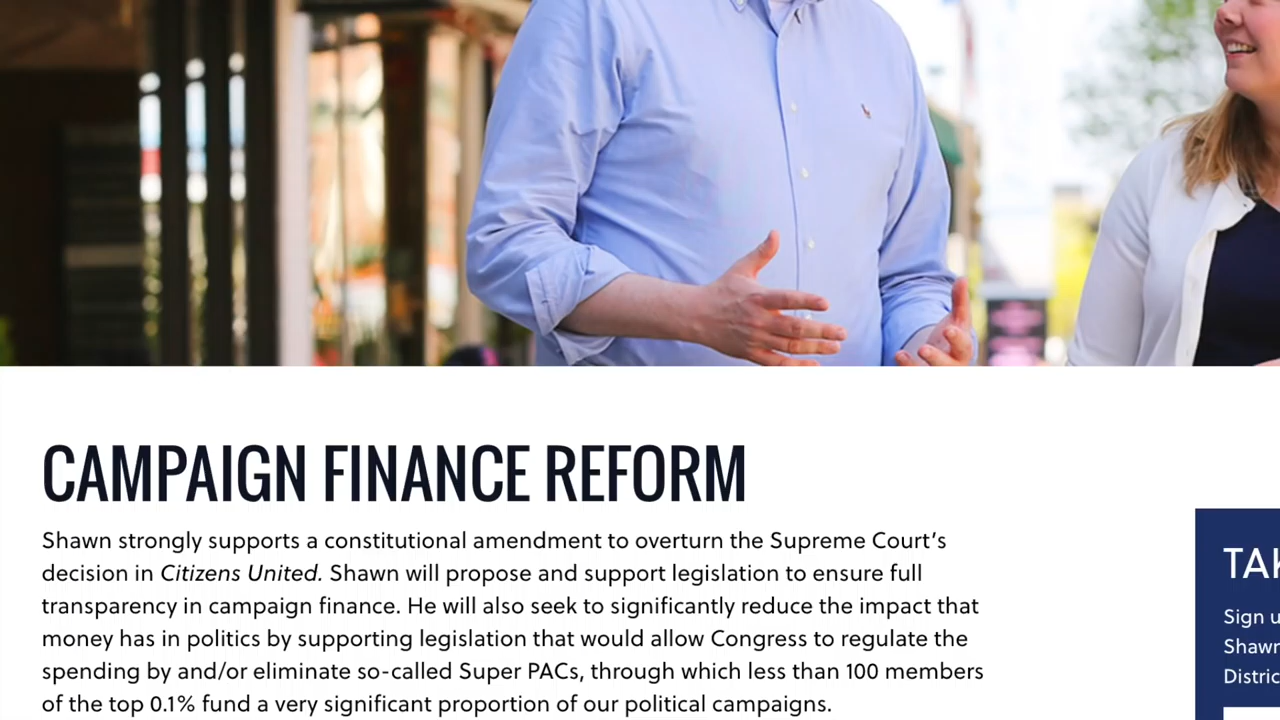 CAMPAIGN FINANCE REFORM
Shawn strongly supports a constitutional amendment to overturn the Supreme Court’s
decision in Citizens United. Shawn will propose and support legislation to ensure full
transparency in campaign finance. He will also seek to significantly reduce the impact that
money has in politics by supporting legislation that would allow Congress to regulate the
spending by and/or eliminate so-called Super PACs, through which less than 100 members
of the top 0.1% fund a very significant proportion of our political campaigns.
Sign
Shawn